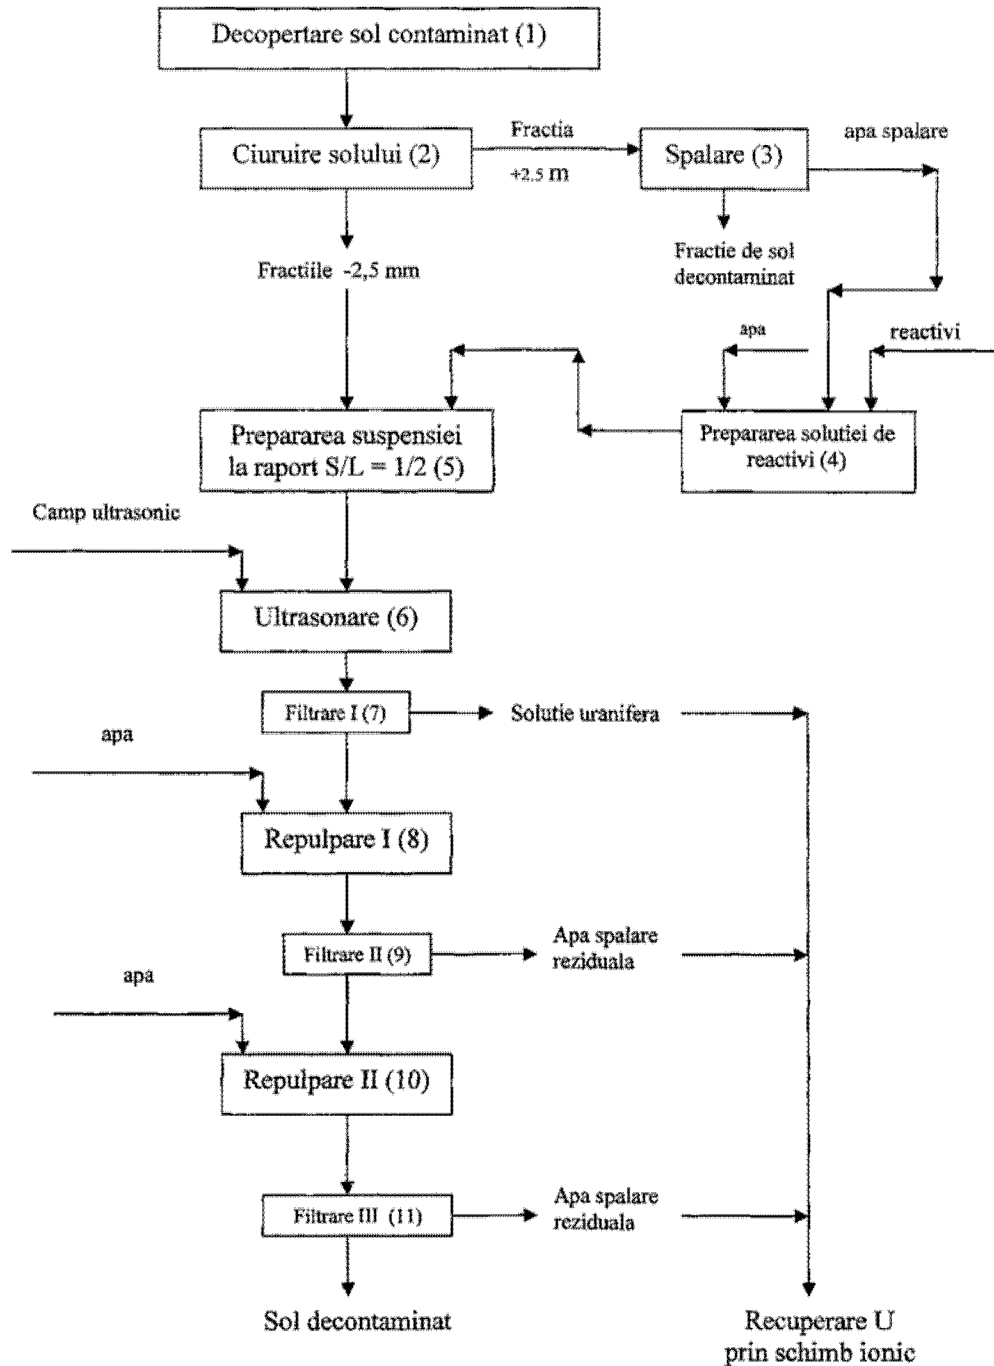 Decopertare sol contaminat (1)
Ciuruire solului (2)
Fractia
+2.5 m
Spalare (3)
apa spalare
Fractiile -2,5 mm
Fractie de sol
decontaminat
apa
reactivi
Prepararea suspensiei
la raport S/L = 1/2 (5)
Prepararea solutiei de
reactivi (4)
Camp ultrasonic
Ultrasonare (6)
Filtrare I (7)
Solutie uranifera
apa
Repulpare I (8)
Filtrare II (9)
Apa spalare
reziduala
apa
Repulpare II (10)
Filtrare III (11)
Apa spalare
reziduala
Sol decontaminat
Recuperare U
prin schimb ionic